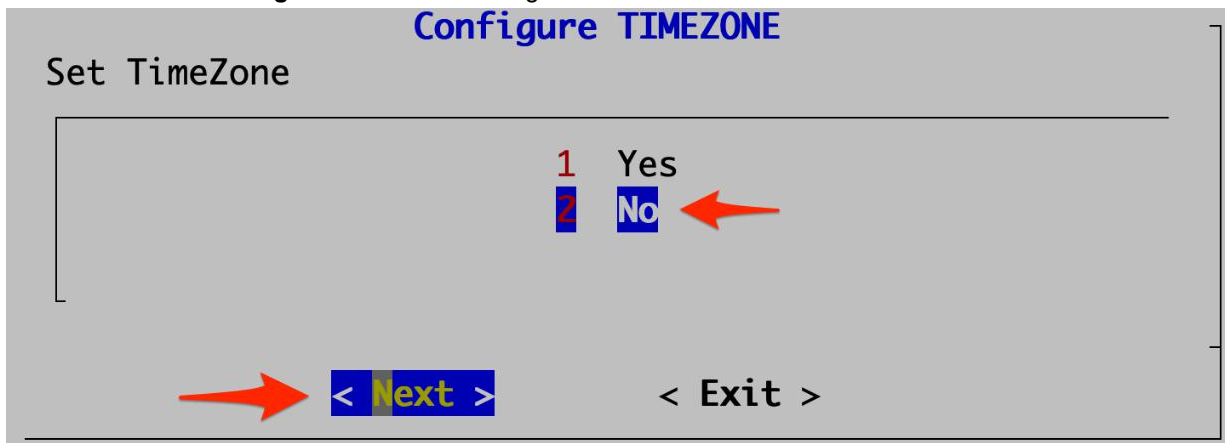 Configure TIMEZONE
Set TimeZone
1 Yes
2 No
< Next > < Exit >